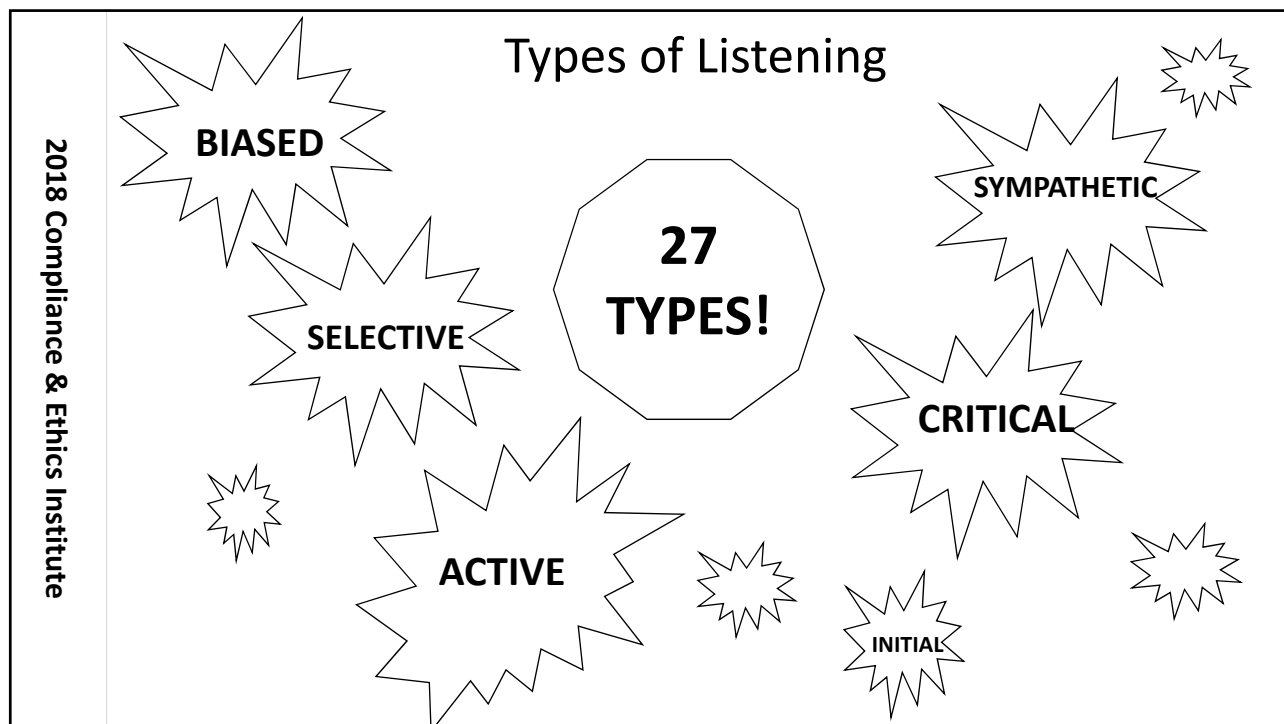 Types of Listening
BIASED
SYMPATHETIC
27
TYPES!
SELECTIVE
CRITICAL
ACTIVE
INITIAL
2018 Compliance & Ethics Institute